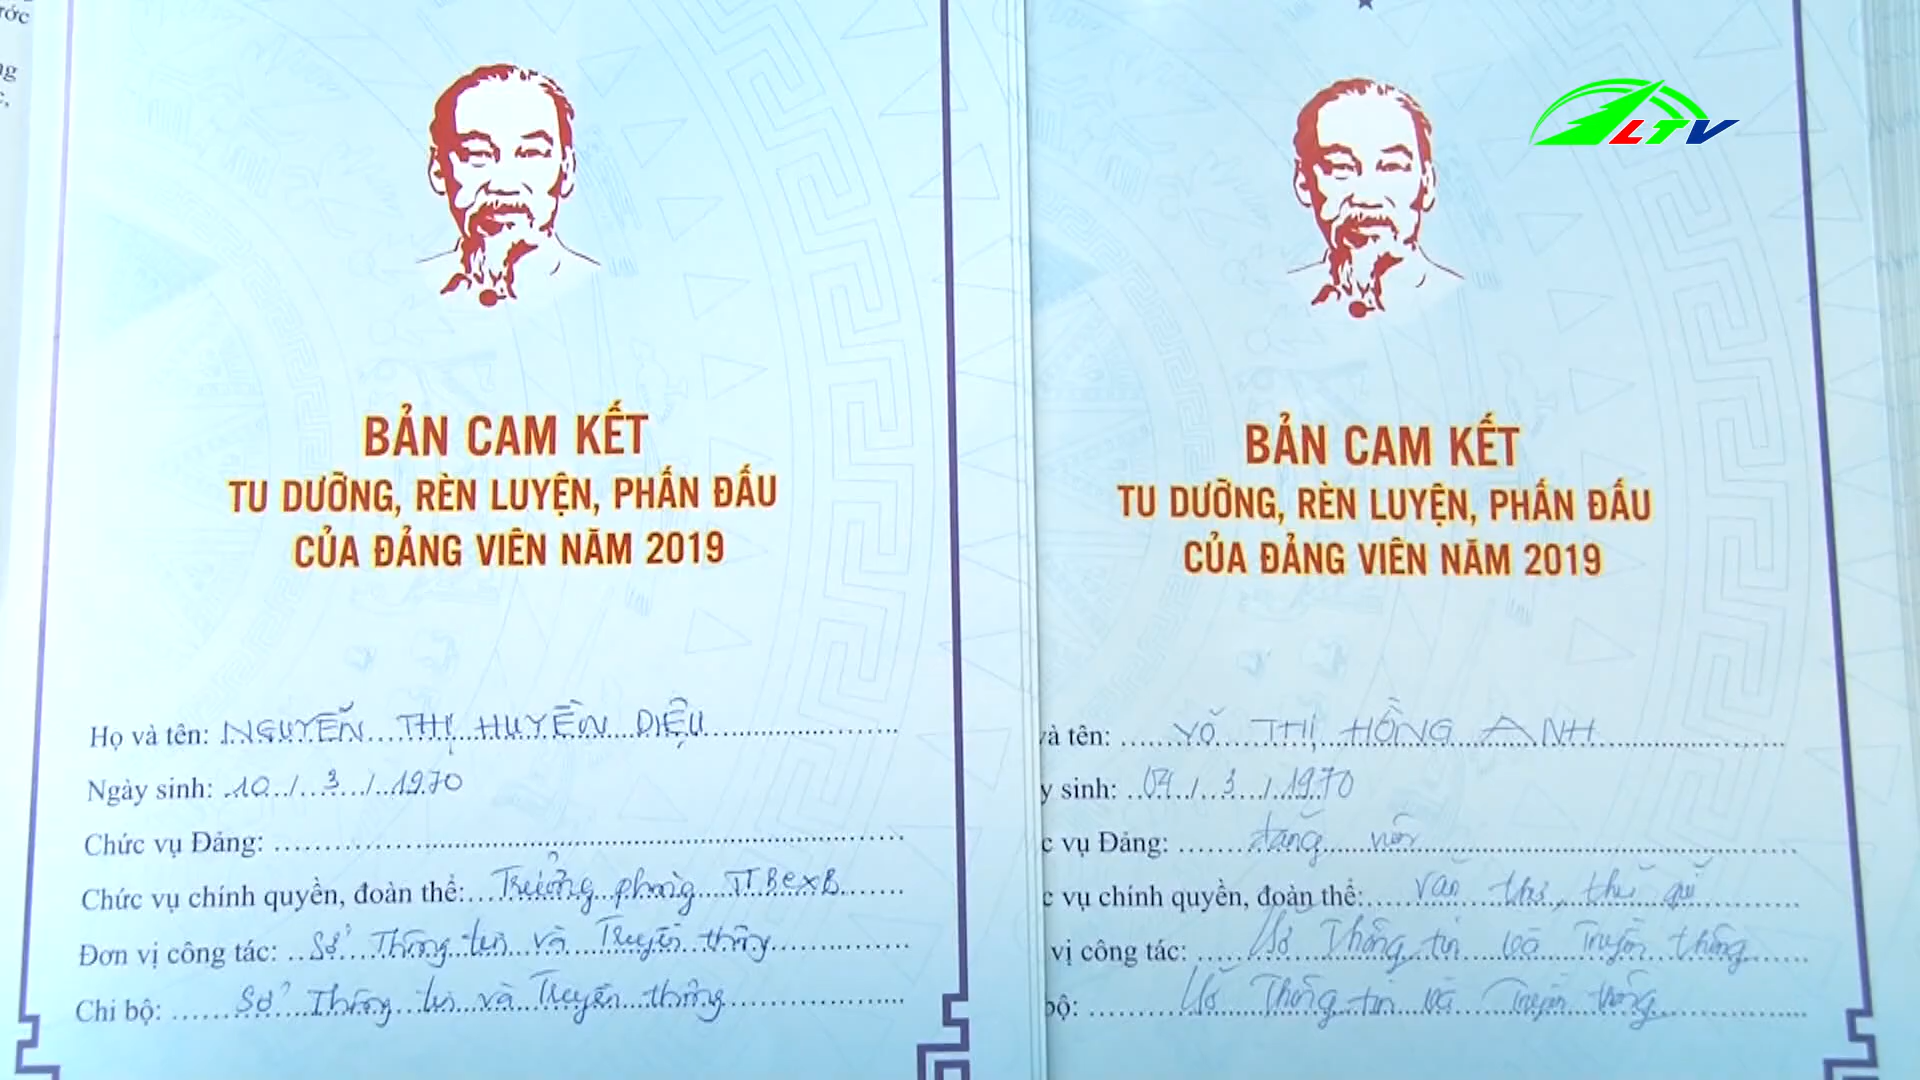 ước
LTV
BẢN CAM KẾT
TU DƯỠNG, RÈN LUYỆN, PHẤN ĐẤU
CỦA ĐẢNG VIÊN NĂM 2019
Họ và tên: NGUYỄN THỊ HUYỀN DIỆU
Ngày sinh: 10 / 3 / 1970
Chức vụ Đảng:
Chức vụ chính quyền, đoàn thể: Trưởng phòng TTBCXB
Đơn vị công tác: Sở Thông tin và Truyền thông
Chi bộ: Sở Thông tin và Truyền thông
BẢN CAM KẾT
TU DƯỠNG, RÈN LUYỆN, PHẤN ĐẤU
CỦA ĐẢNG VIÊN NĂM 2019
và tên: VÕ THỊ HỒNG ANH
y sinh: 04 / 3 / 1970
c vụ Đảng: đảng viên
c vụ chính quyền, đoàn thể: văn thư, thủ quỹ
vị công tác: Sở Thông tin và Truyền thông
bộ: Sở Thông tin và Truyền thông